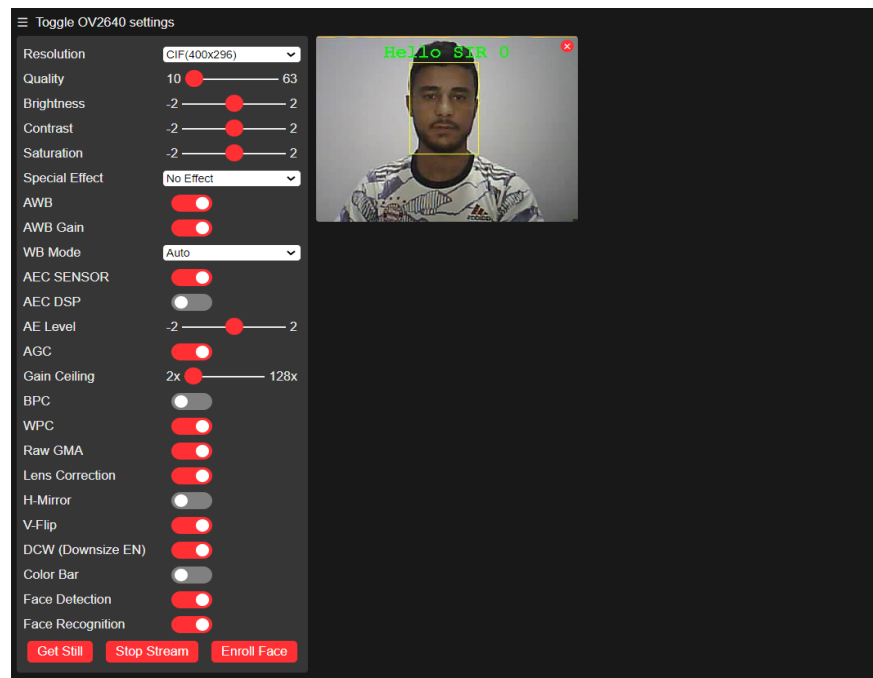 ☰ Toggle OV2640 settings
Resolution CIF(400x296)
Quality 10 63
Brightness -2 2
Contrast -2 2
Saturation -2 2
Special Effect No Effect
AWB
AWB Gain
WB Mode Auto
AEC SENSOR
AEC DSP
AE Level -2 2
AGC
Gain Ceiling 2x 128x
BPC
WPC
Raw GMA
Lens Correction
H-Mirror
V-Flip
DCW (Downsize EN)
Color Bar
Face Detection
Face Recognition
Get Still Stop Stream Enroll Face
Hello SIR 0
adidas